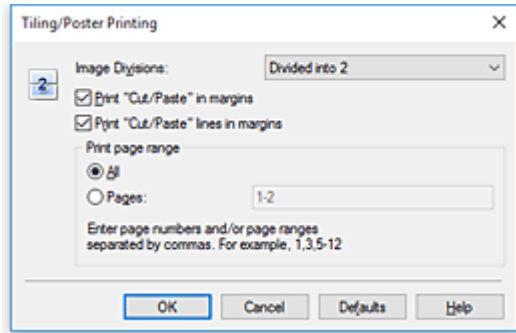 Tiling/Poster Printing
Image Divisions: Divided into 2
2
Print "Cut/Paste" in margins
Print "Cut/Paste" lines in margins
Print page range
All
Pages: 1-2
Enter page numbers and/or page ranges
separated by commas. For example, 1,3,5-12
OK Cancel Defaults Help